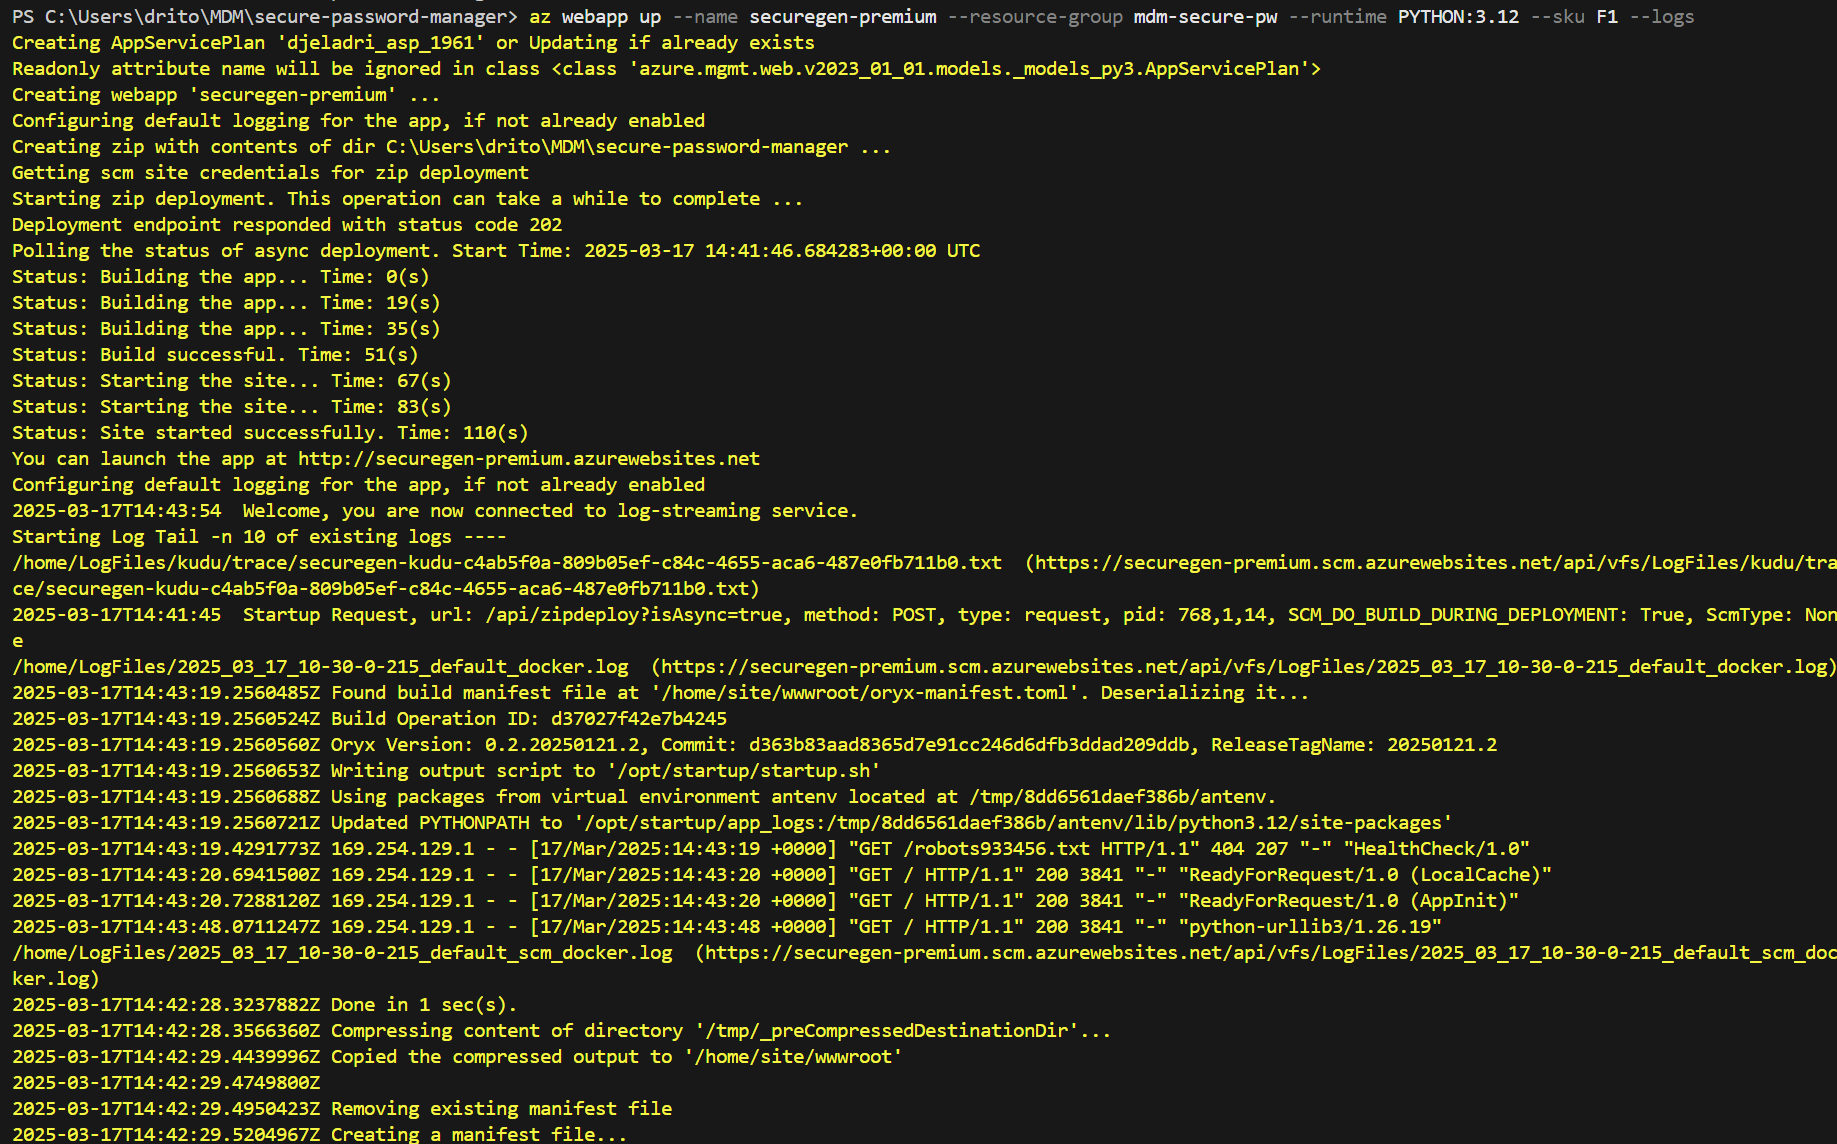 PS C:\Users\drito\MDM\secure-password-manager> az webapp up --name securegen-premium --resource-group mdm-secure-pw --runtime PYTHON:3.12 --sku F1 --logs
Creating AppServicePlan 'djeladri_asp_1961' or Updating if already exists
Readonly attribute name will be ignored in class <class 'azure.mgmt.web.v2023_01_01.models._models_py3.AppServicePlan'>
Creating webapp 'securegen-premium' ...
Configuring default logging for the app, if not already enabled
Creating zip with contents of dir C:\Users\drito\MDM\secure-password-manager ...
Getting scm site credentials for zip deployment
Starting zip deployment. This operation can take a while to complete ...
Deployment endpoint responded with status code 202
Polling the status of async deployment. Start Time: 2025-03-17 14:41:46.684283+00:00 UTC
Status: Building the app... Time: 0(s)
Status: Building the app... Time: 19(s)
Status: Building the app... Time: 35(s)
Status: Build successful. Time: 51(s)
Status: Starting the site... Time: 67(s)
Status: Starting the site... Time: 83(s)
Status: Site started successfully. Time: 110(s)
You can launch the app at http://securegen-premium.azurewebsites.net
Configuring default logging for the app, if not already enabled
2025-03-17T14:43:54  Welcome, you are now connected to log-streaming service.
Starting Log Tail -n 10 of existing logs ----
/home/LogFiles/kudu/trace/securegen-kudu-c4ab5f0a-809b05ef-c84c-4655-aca6-487e0fb711b0.txt  (https://securegen-premium.scm.azurewebsites.net/api/vfs/LogFiles/kudu/tra
ce/securegen-kudu-c4ab5f0a-809b05ef-c84c-4655-aca6-487e0fb711b0.txt)
2025-03-17T14:41:45  Startup Request, url: /api/zipdeploy?isAsync=true, method: POST, type: request, pid: 768,1,14, SCM_DO_BUILD_DURING_DEPLOYMENT: True, ScmType: Non
e
/home/LogFiles/2025_03_17_10-30-0-215_default_docker.log  (https://securegen-premium.scm.azurewebsites.net/api/vfs/LogFiles/2025_03_17_10-30-0-215_default_docker.log)
2025-03-17T14:43:19.2560485Z Found build manifest file at '/home/site/wwwroot/oryx-manifest.toml'. Deserializing it...
2025-03-17T14:43:19.2560524Z Build Operation ID: d37027f42e7b4245
2025-03-17T14:43:19.2560560Z Oryx Version: 0.2.20250121.2, Commit: d363b83aad8365d7e91cc246d6dfb3ddad209ddb, ReleaseTagName: 20250121.2
2025-03-17T14:43:19.2560653Z Writing output script to '/opt/startup/startup.sh'
2025-03-17T14:43:19.2560688Z Using packages from virtual environment antenv located at /tmp/8dd6561daef386b/antenv.
2025-03-17T14:43:19.2560721Z Updated PYTHONPATH to '/opt/startup/app_logs:/tmp/8dd6561daef386b/antenv/lib/python3.12/site-packages'
2025-03-17T14:43:19.4291773Z 169.254.129.1 - - [17/Mar/2025:14:43:19 +0000] "GET /robots933456.txt HTTP/1.1" 404 207 "-" "HealthCheck/1.0"
2025-03-17T14:43:20.6941500Z 169.254.129.1 - - [17/Mar/2025:14:43:20 +0000] "GET / HTTP/1.1" 200 3841 "-" "ReadyForRequest/1.0 (LocalCache)"
2025-03-17T14:43:20.7288120Z 169.254.129.1 - - [17/Mar/2025:14:43:20 +0000] "GET / HTTP/1.1" 200 3841 "-" "ReadyForRequest/1.0 (AppInit)"
2025-03-17T14:43:48.0711247Z 169.254.129.1 - - [17/Mar/2025:14:43:48 +0000] "GET / HTTP/1.1" 200 3841 "-" "python-urllib3/1.26.19"
/home/LogFiles/2025_03_17_10-30-0-215_default_scm_docker.log  (https://securegen-premium.scm.azurewebsites.net/api/vfs/LogFiles/2025_03_17_10-30-0-215_default_scm_doc
ker.log)
2025-03-17T14:42:28.3237882Z Done in 1 sec(s).
2025-03-17T14:42:28.3566360Z Compressing content of directory '/tmp/_preCompressedDestinationDir'...
2025-03-17T14:42:29.4439996Z Copied the compressed output to '/home/site/wwwroot'
2025-03-17T14:42:29.4749800Z
2025-03-17T14:42:29.4950423Z Removing existing manifest file
2025-03-17T14:42:29.5204967Z Creating a manifest file...